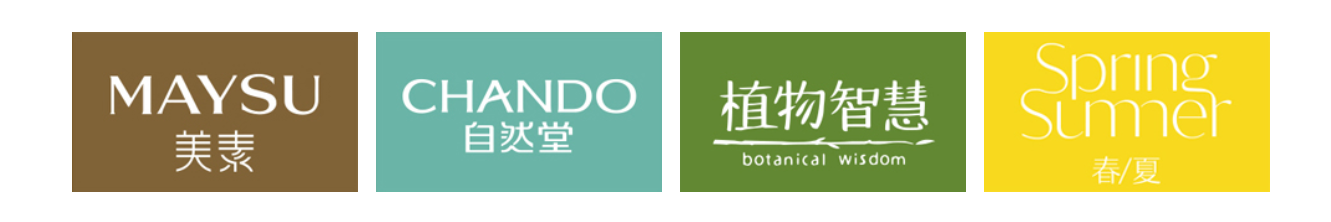 MAYSU
美素
CHANDO
自然堂
植物智慧
botanical wisdom
Spring
Summer
春/夏